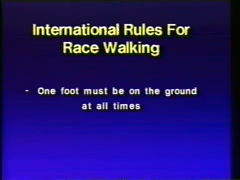 International Rules For
Race Walking
- One foot must be on the ground
at all times